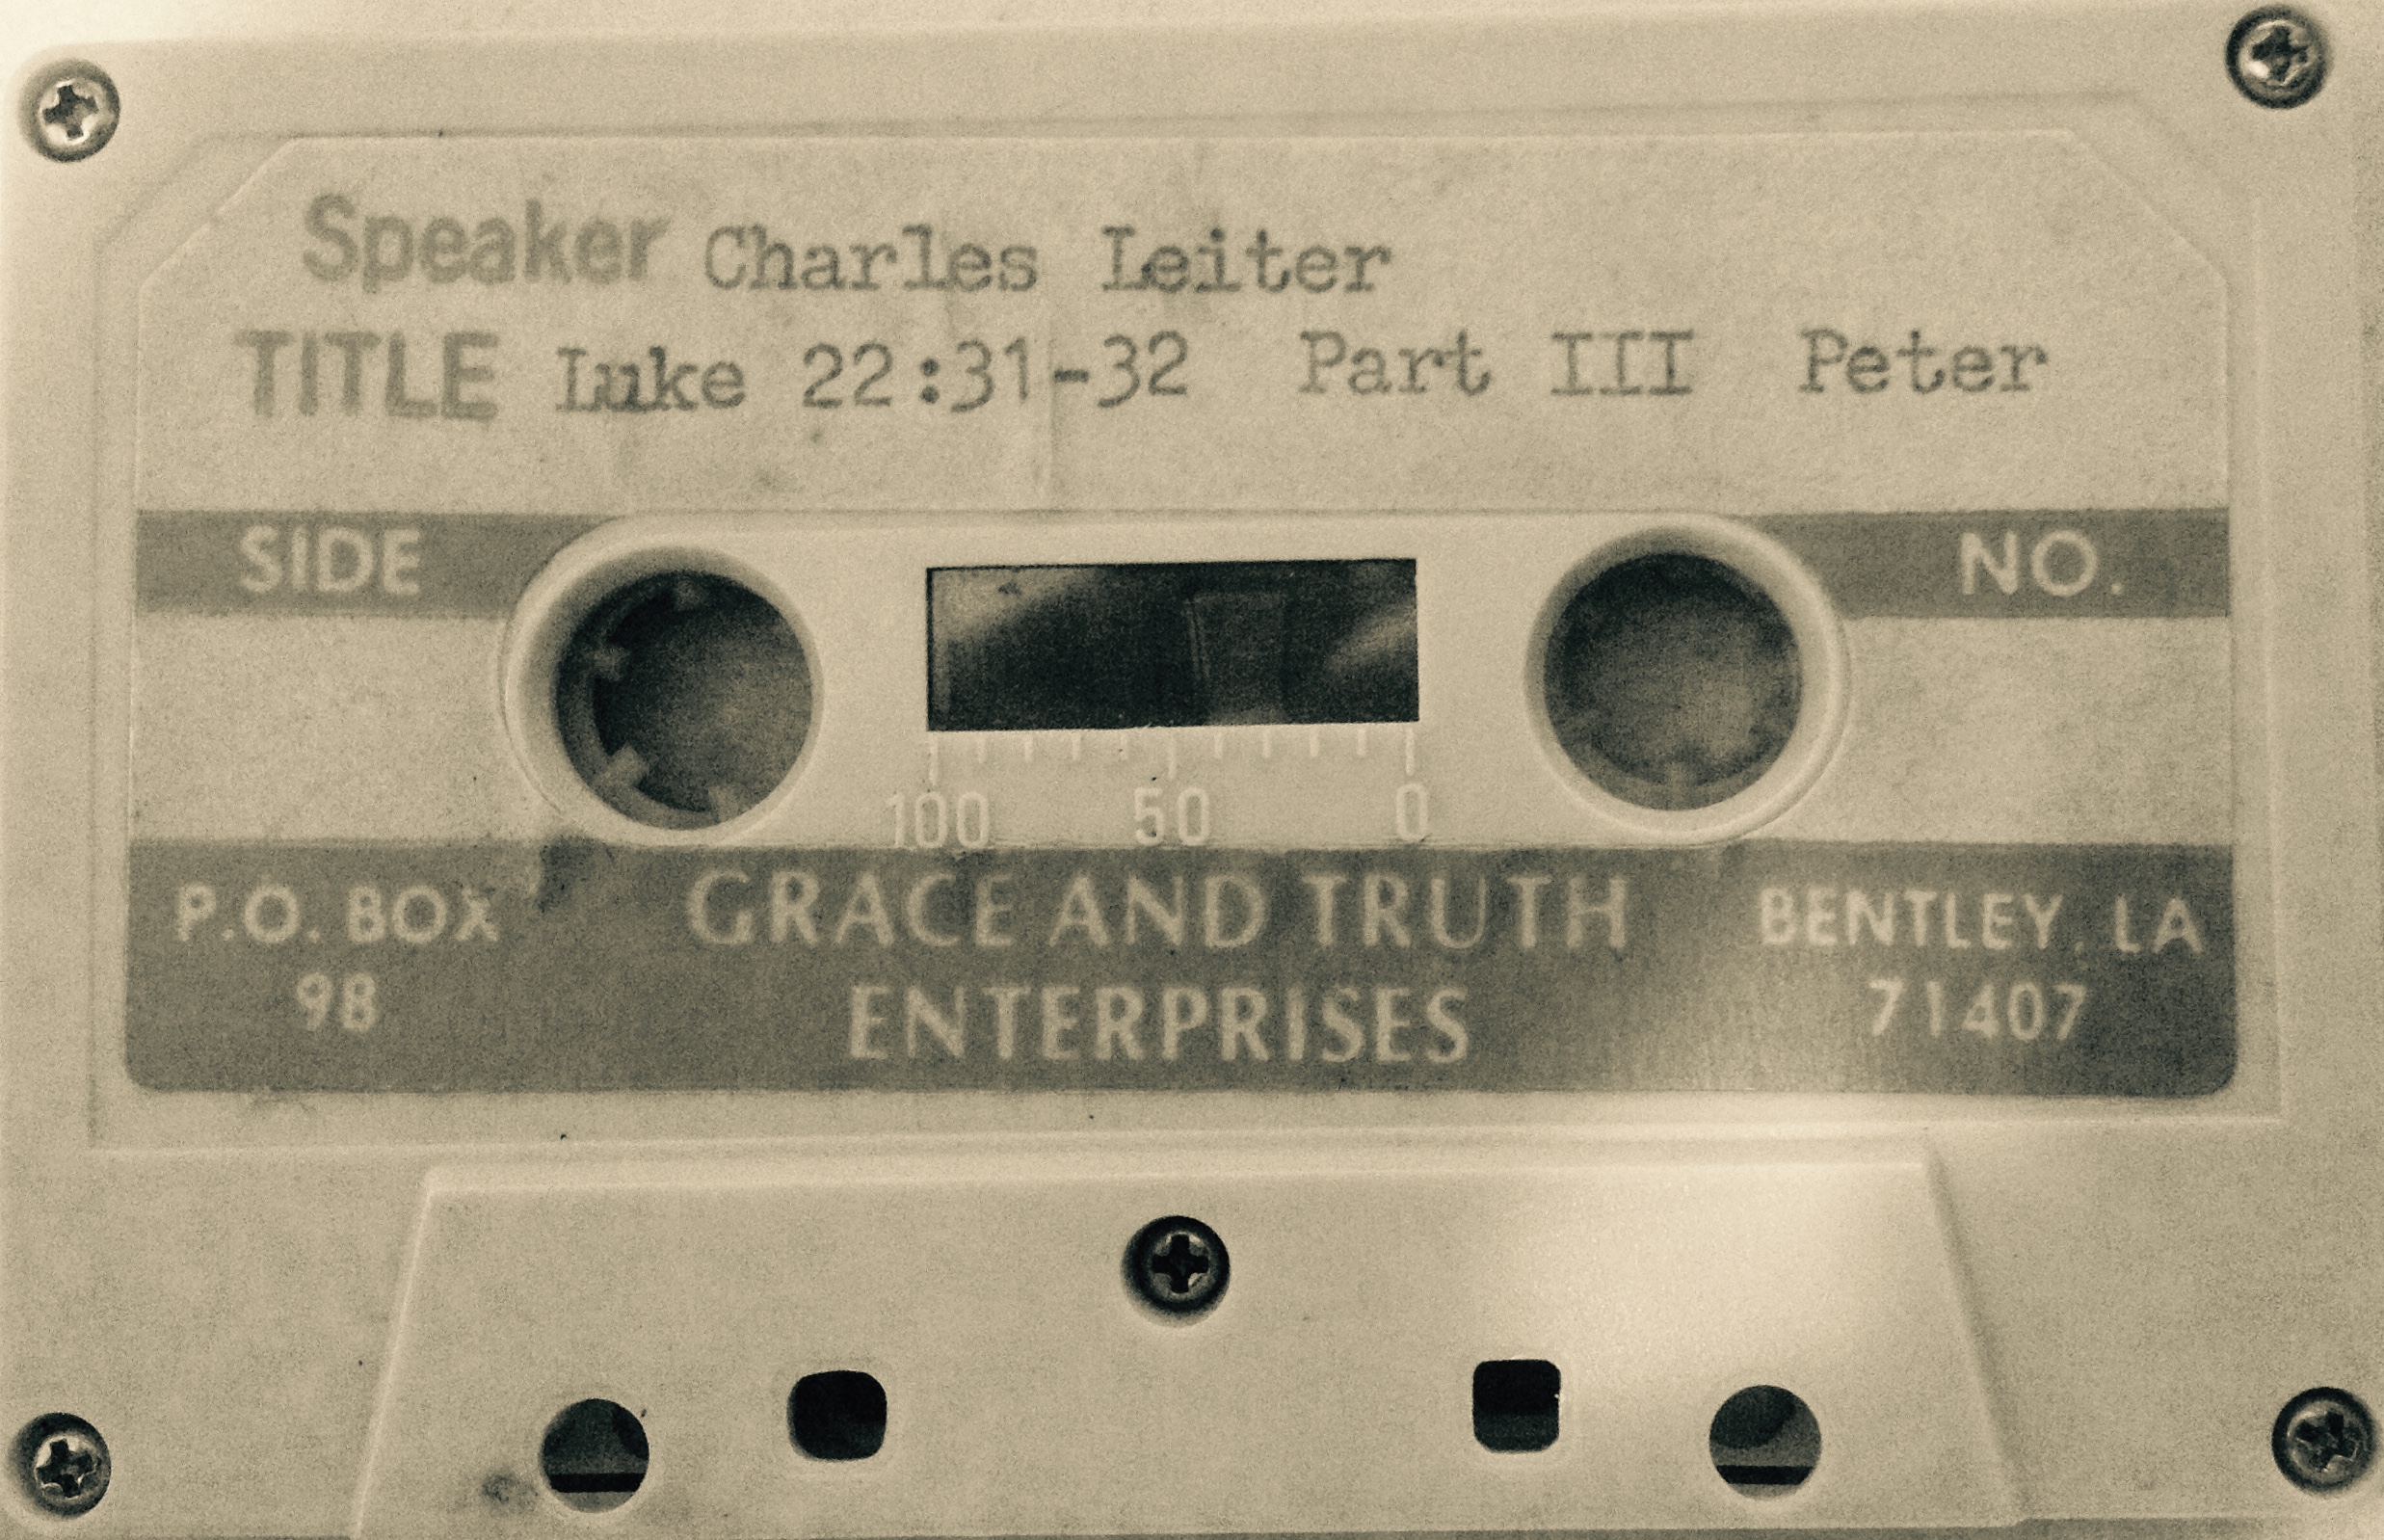 Speaker Charles Leiter
TITLE Luke 22:31-32 Part III Peter
SIDE
NO.
100 50 0
P.O. BOX
98
GRACE AND TRUTH
ENTERPRISES
BENTLEY, LA
71407